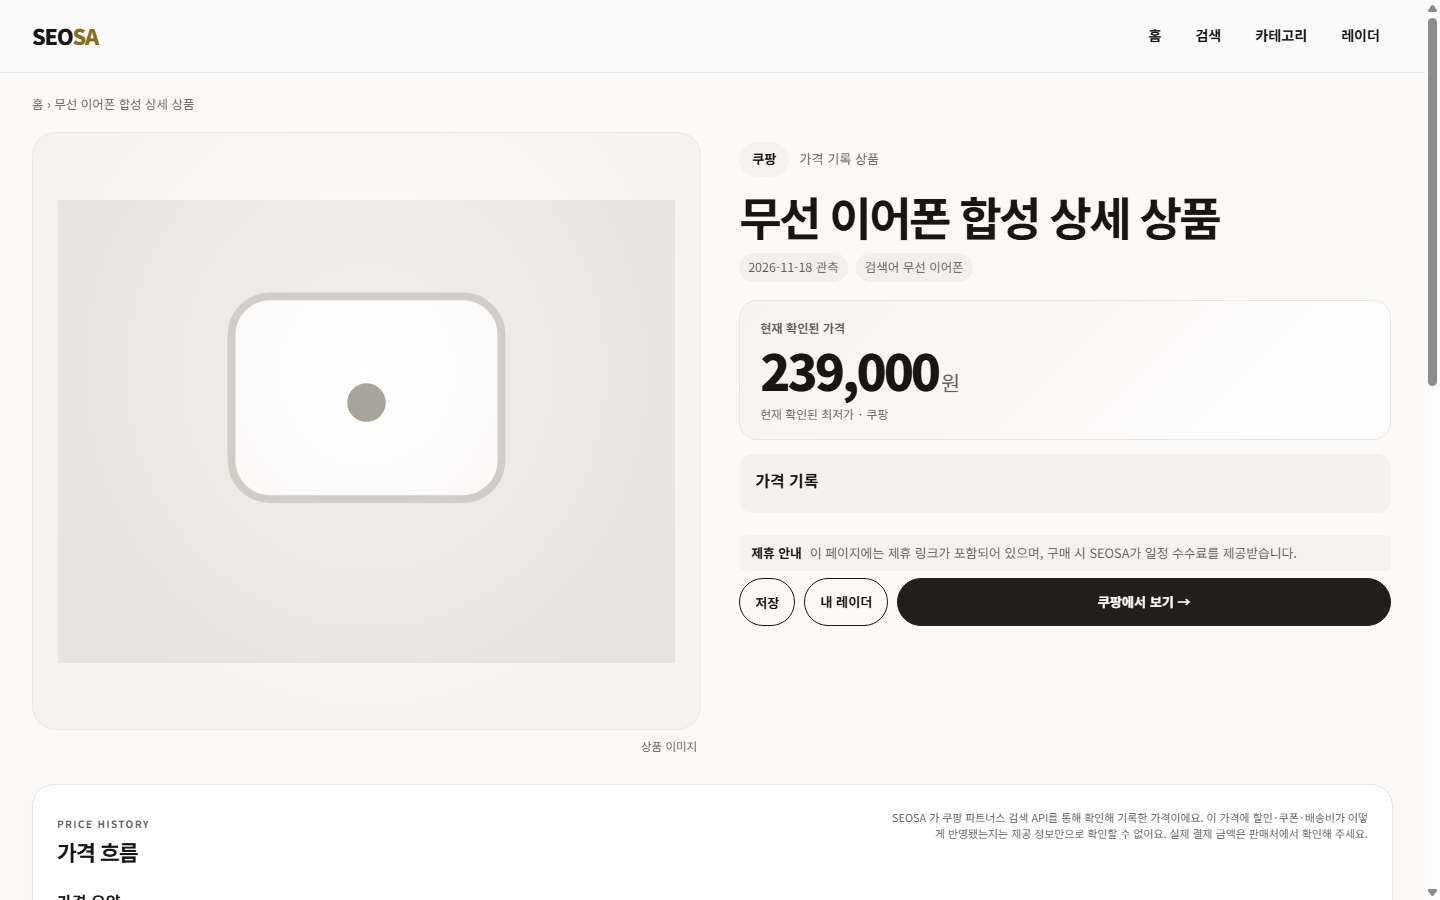 SEOSA
홈 검색 카테고리 레이더
홈 › 무선 이어폰 합성 상세 상품
쿠팡 가격 기록 상품
무선 이어폰 합성 상세 상품
2026-11-18 관측 검색어 무선 이어폰
현재 확인된 가격
239,000원
현재 확인된 최저가 · 쿠팡
가격 기록
제휴 안내 이 페이지에는 제휴 링크가 포함되어 있으며, 구매 시 SEOSA가 일정 수수료를 제공받습니다.
저장 내 레이더 쿠팡에서 보기 →
상품 이미지
PRICE HISTORY
가격 흐름
SEOSA 가 쿠팡 파트너스 검색 API를 통해 확인해 기록한 가격이에요. 이 가격에 할인·쿠폰·배송비가 어떻
게 반영됐는지는 제공 정보만으로 확인할 수 없어요. 실제 결제 금액은 판매처에서 확인해 주세요.
가격 요약